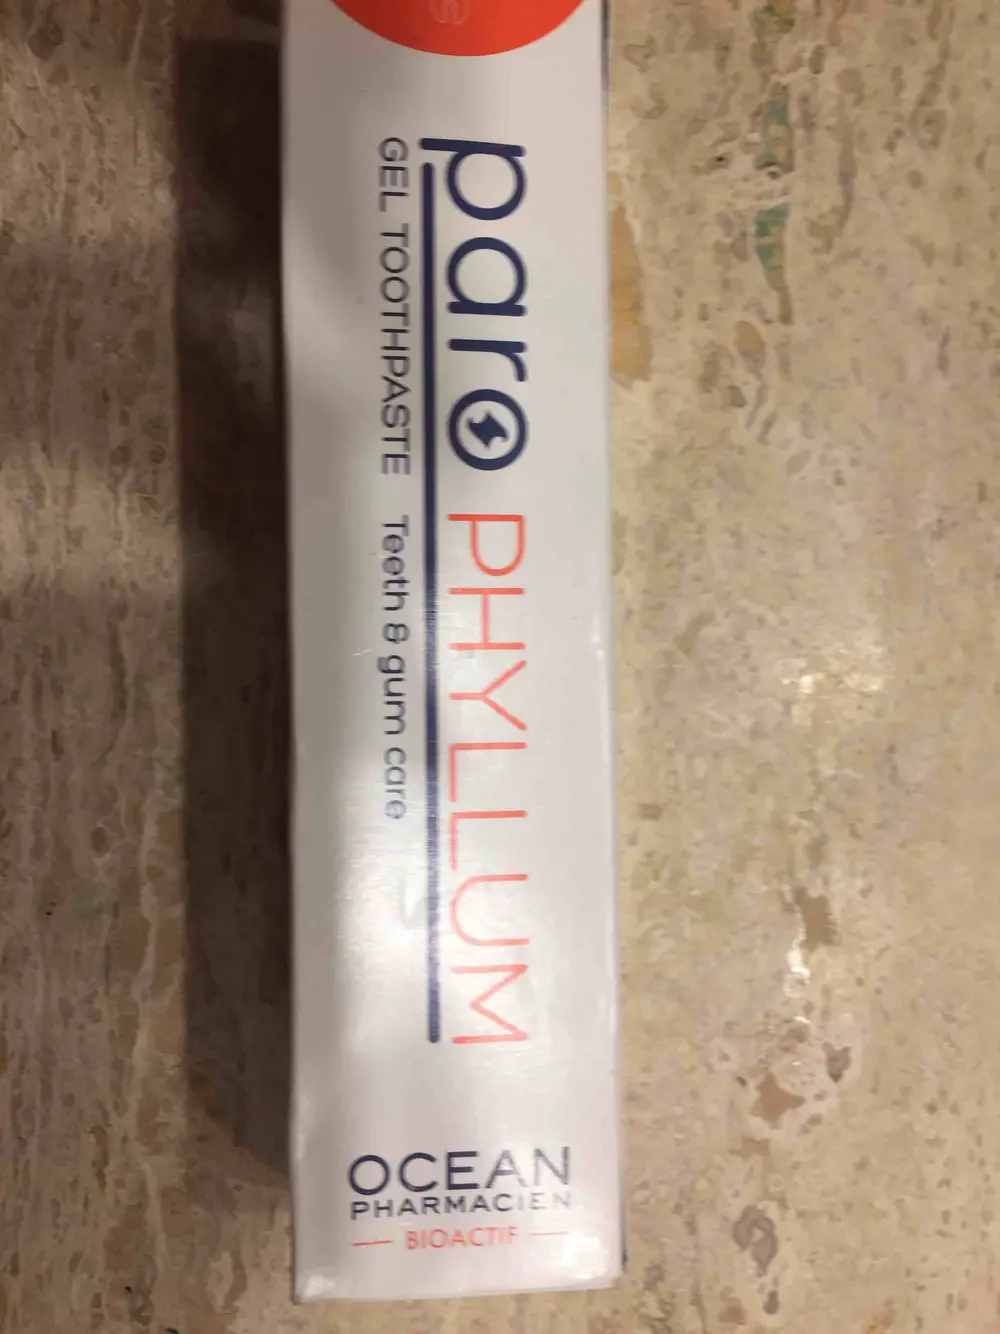 paro PHYLLUM
GEL TOOTHPASTE Teeth & gum care
OCEAN
PHARMACIEN
BIOACTIF